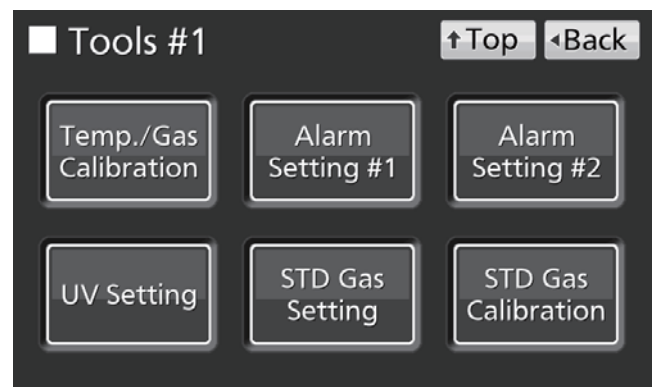 Tools #1
Top
Back
Temp./Gas
Calibration
Alarm
Setting #1
Alarm
Setting #2
UV Setting
STD Gas
Setting
STD Gas
Calibration